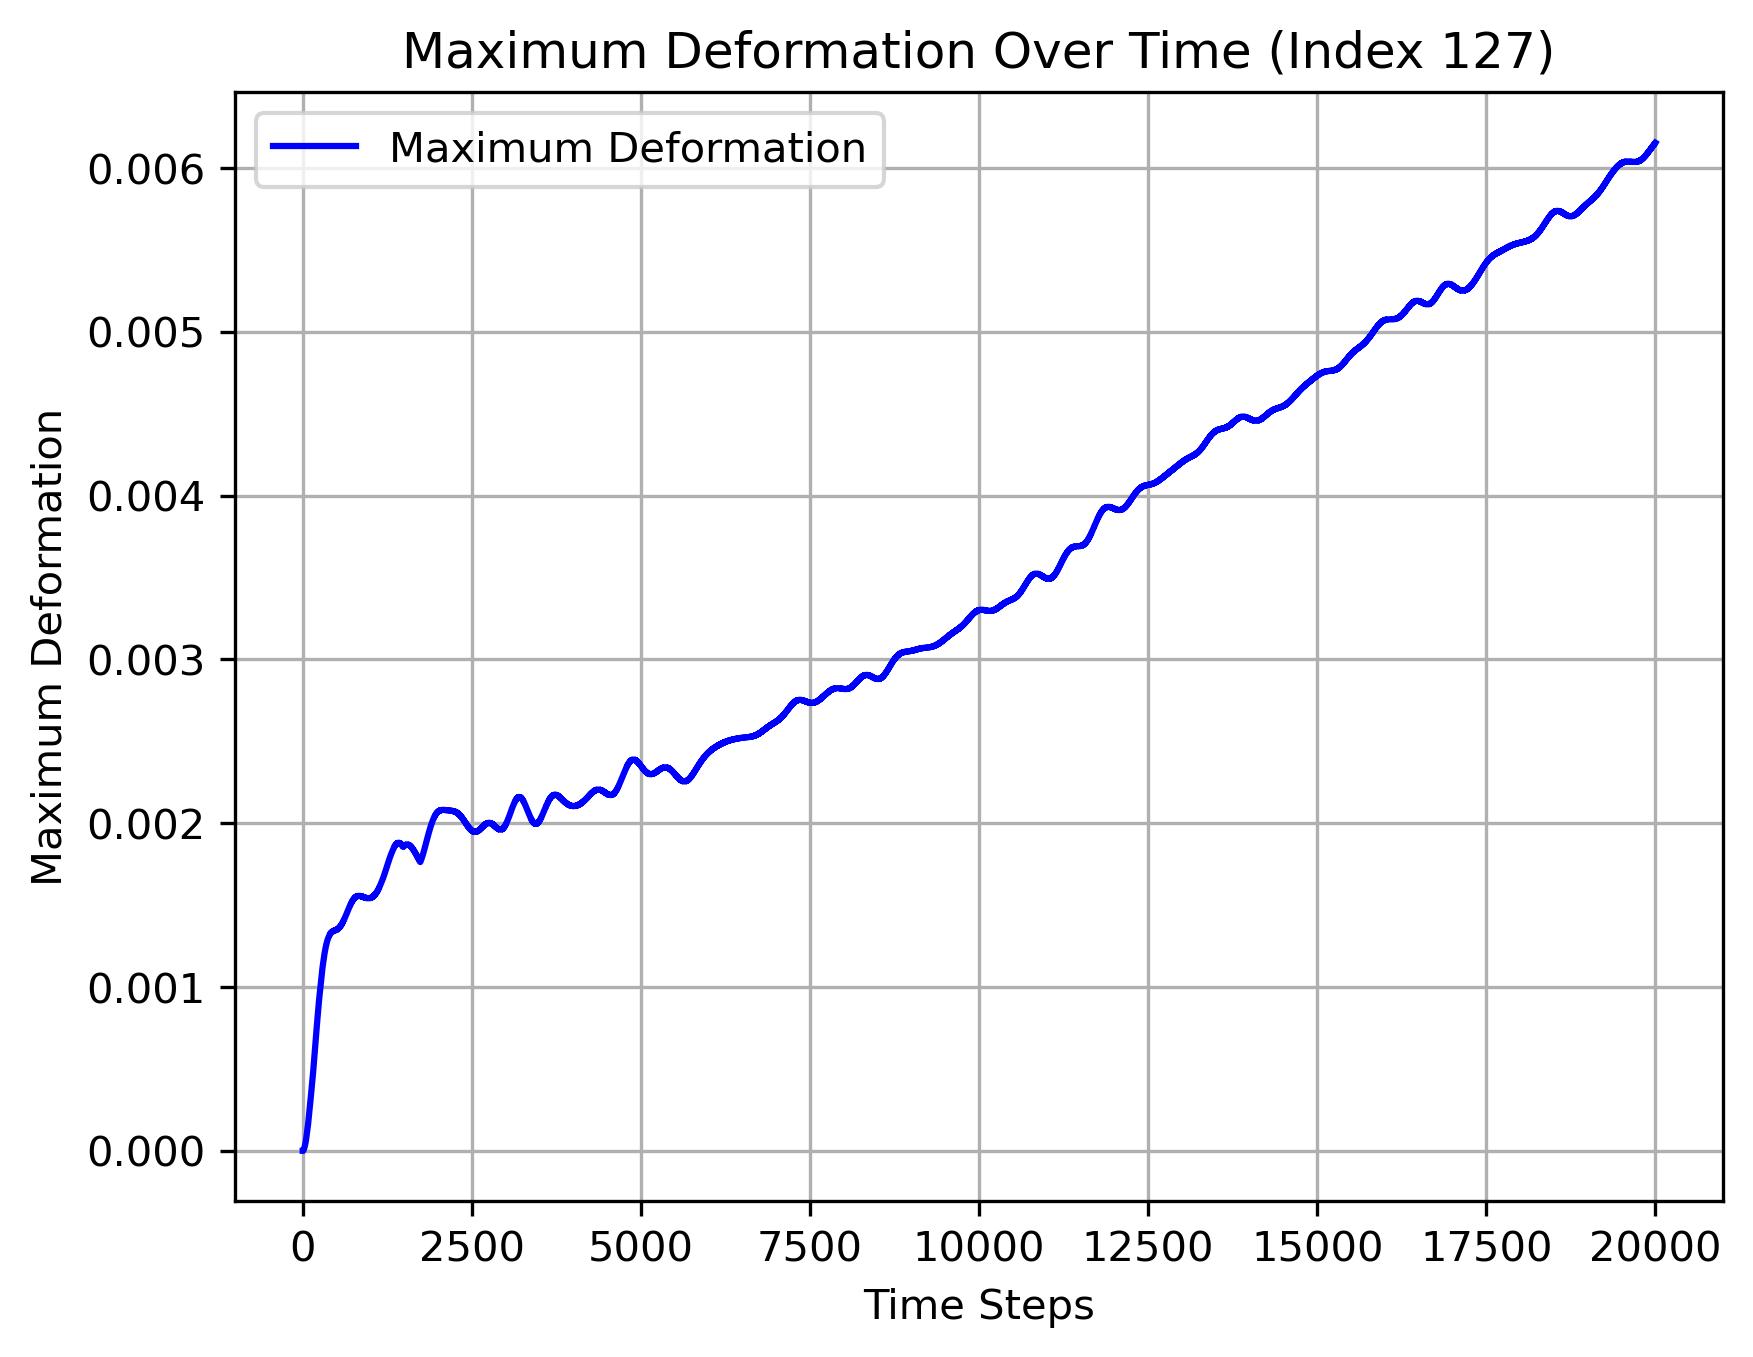 Maximum Deformation Over Time (Index 127)
Maximum Deformation
0.006
0.005
0.004
0.003
0.002
0.001
0.000
Maximum Deformation
0 2500 5000 7500 10000 12500 15000 17500 20000
Time Steps